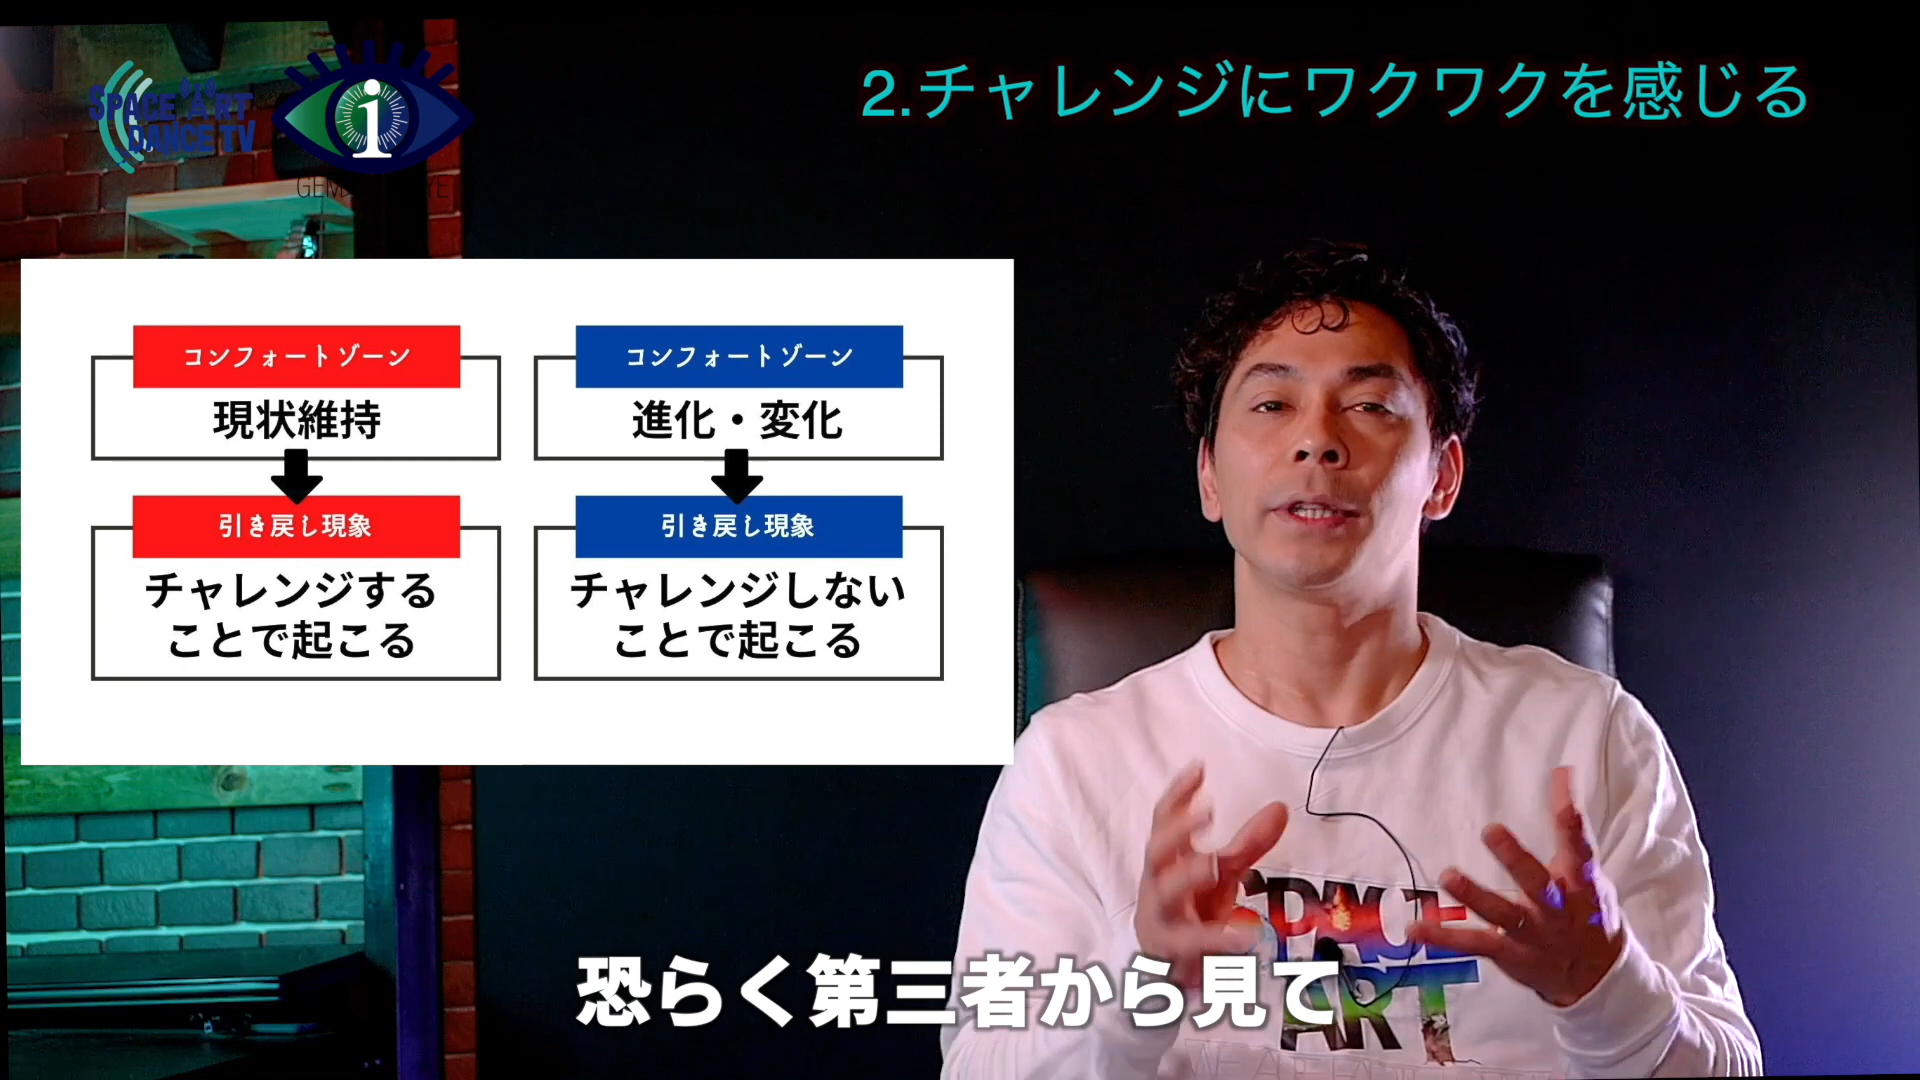 SPACE ART
DANCE TV
i
2.チャレンジにワクワクを感じる
コンフォートゾーン
現状維持
引き戻し現象
チャレンジする
ことで起こる
コンフォートゾーン
進化・変化
引き戻し現象
チャレンジしない
ことで起こる
SPACE
ART
恐らく第三者から見て